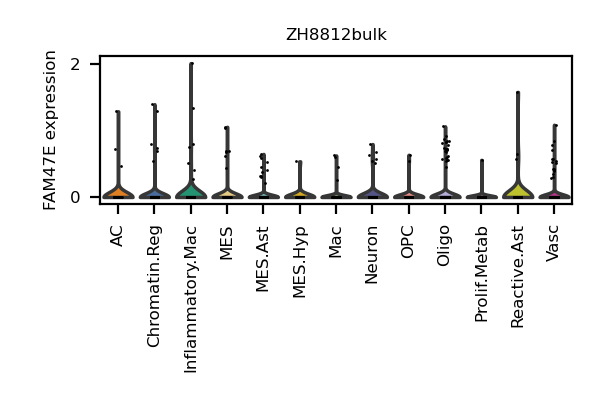 ZH8812bulk
FAM47E expression
2
0
AC
Chromatin.Reg
Inflammatory.Mac
MES
MES.Ast
MES.Hyp
Mac
Neuron
OPC
Oligo
Prolif.Metab
Reactive.Ast
Vasc